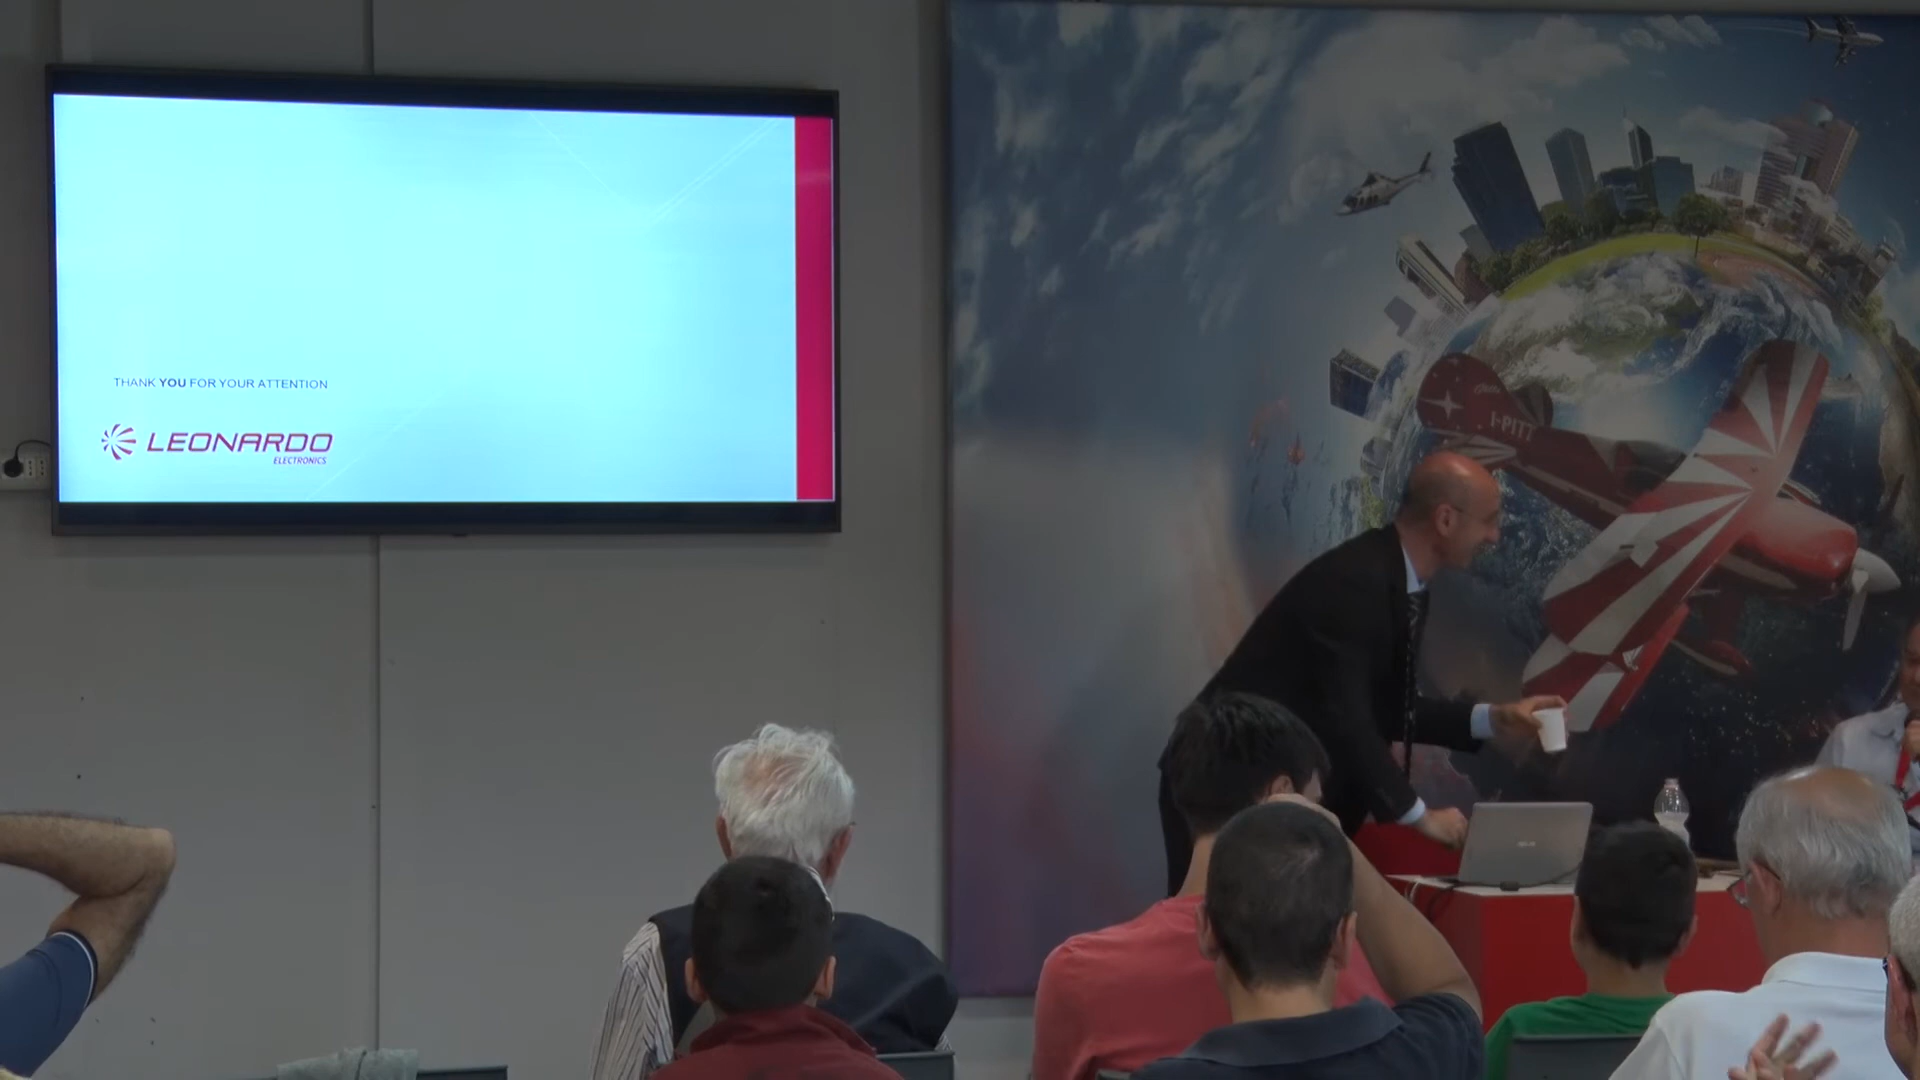 THANK YOU FOR YOUR ATTENTION
LEONARDO
ELECTRONICS
I-PITT